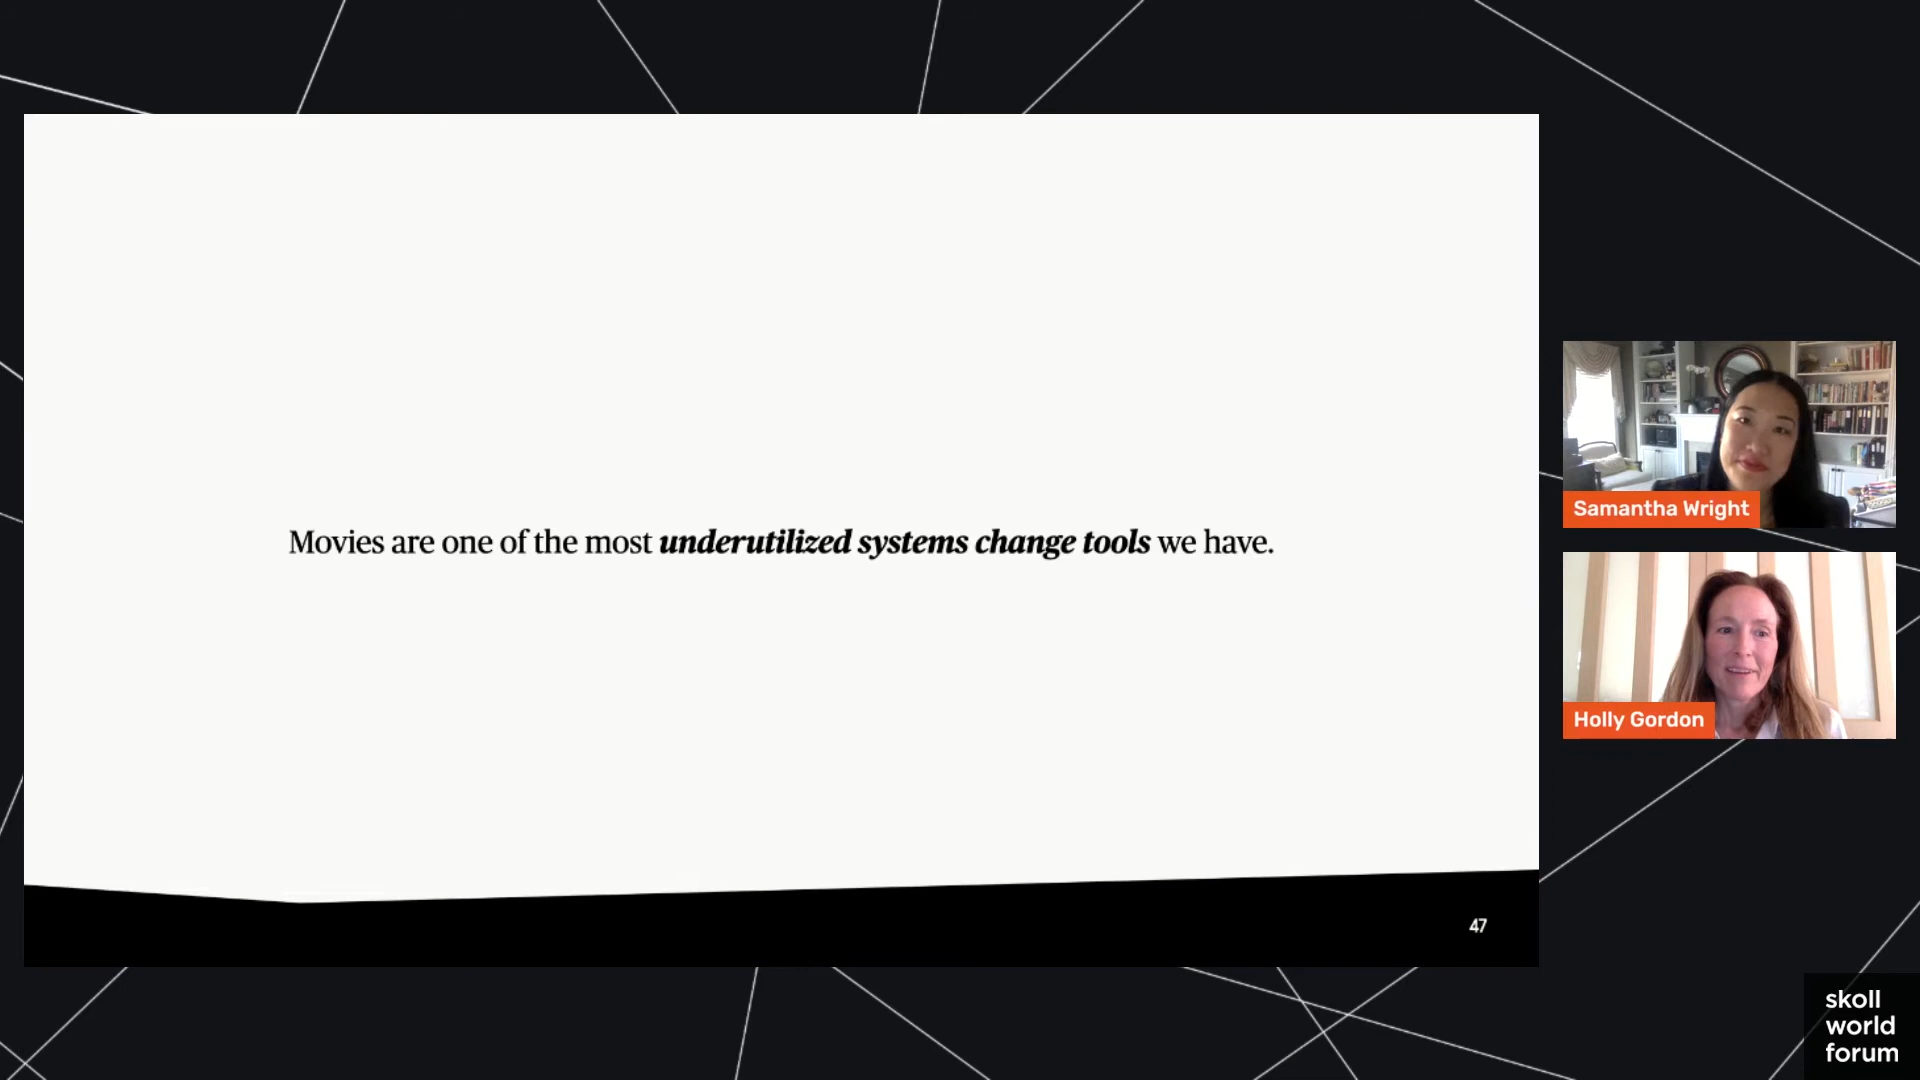 Movies are one of the most underutilized systems change tools we have.
47
Samantha Wright
Holly Gordon
skoll
world
forum